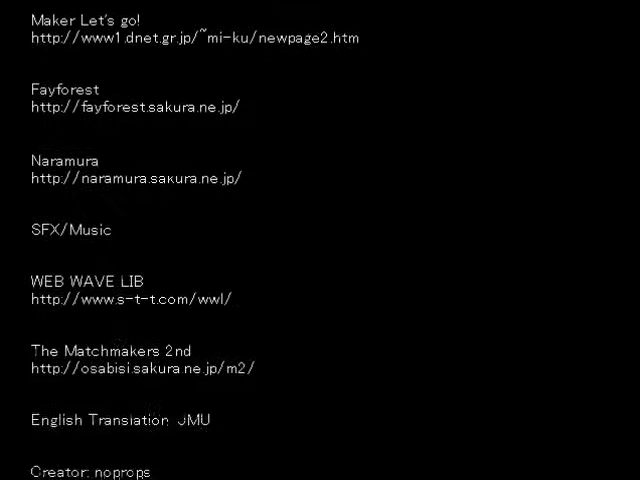 Maker Let's go!
http://www1.dnet.gr.jp/~mi-ku/newpage2.htm
Fayforest
http://fayforest.sakura.ne.jp/
Naramura
http://naramura.sakura.ne.jp/
SFX/Music
WEB WAVE LIB
http://www.s-t-t.com/wwl/
The Matchmakers 2nd
http://osabisi.sakura.ne.jp/m2/
English Translation
Creator: noprops